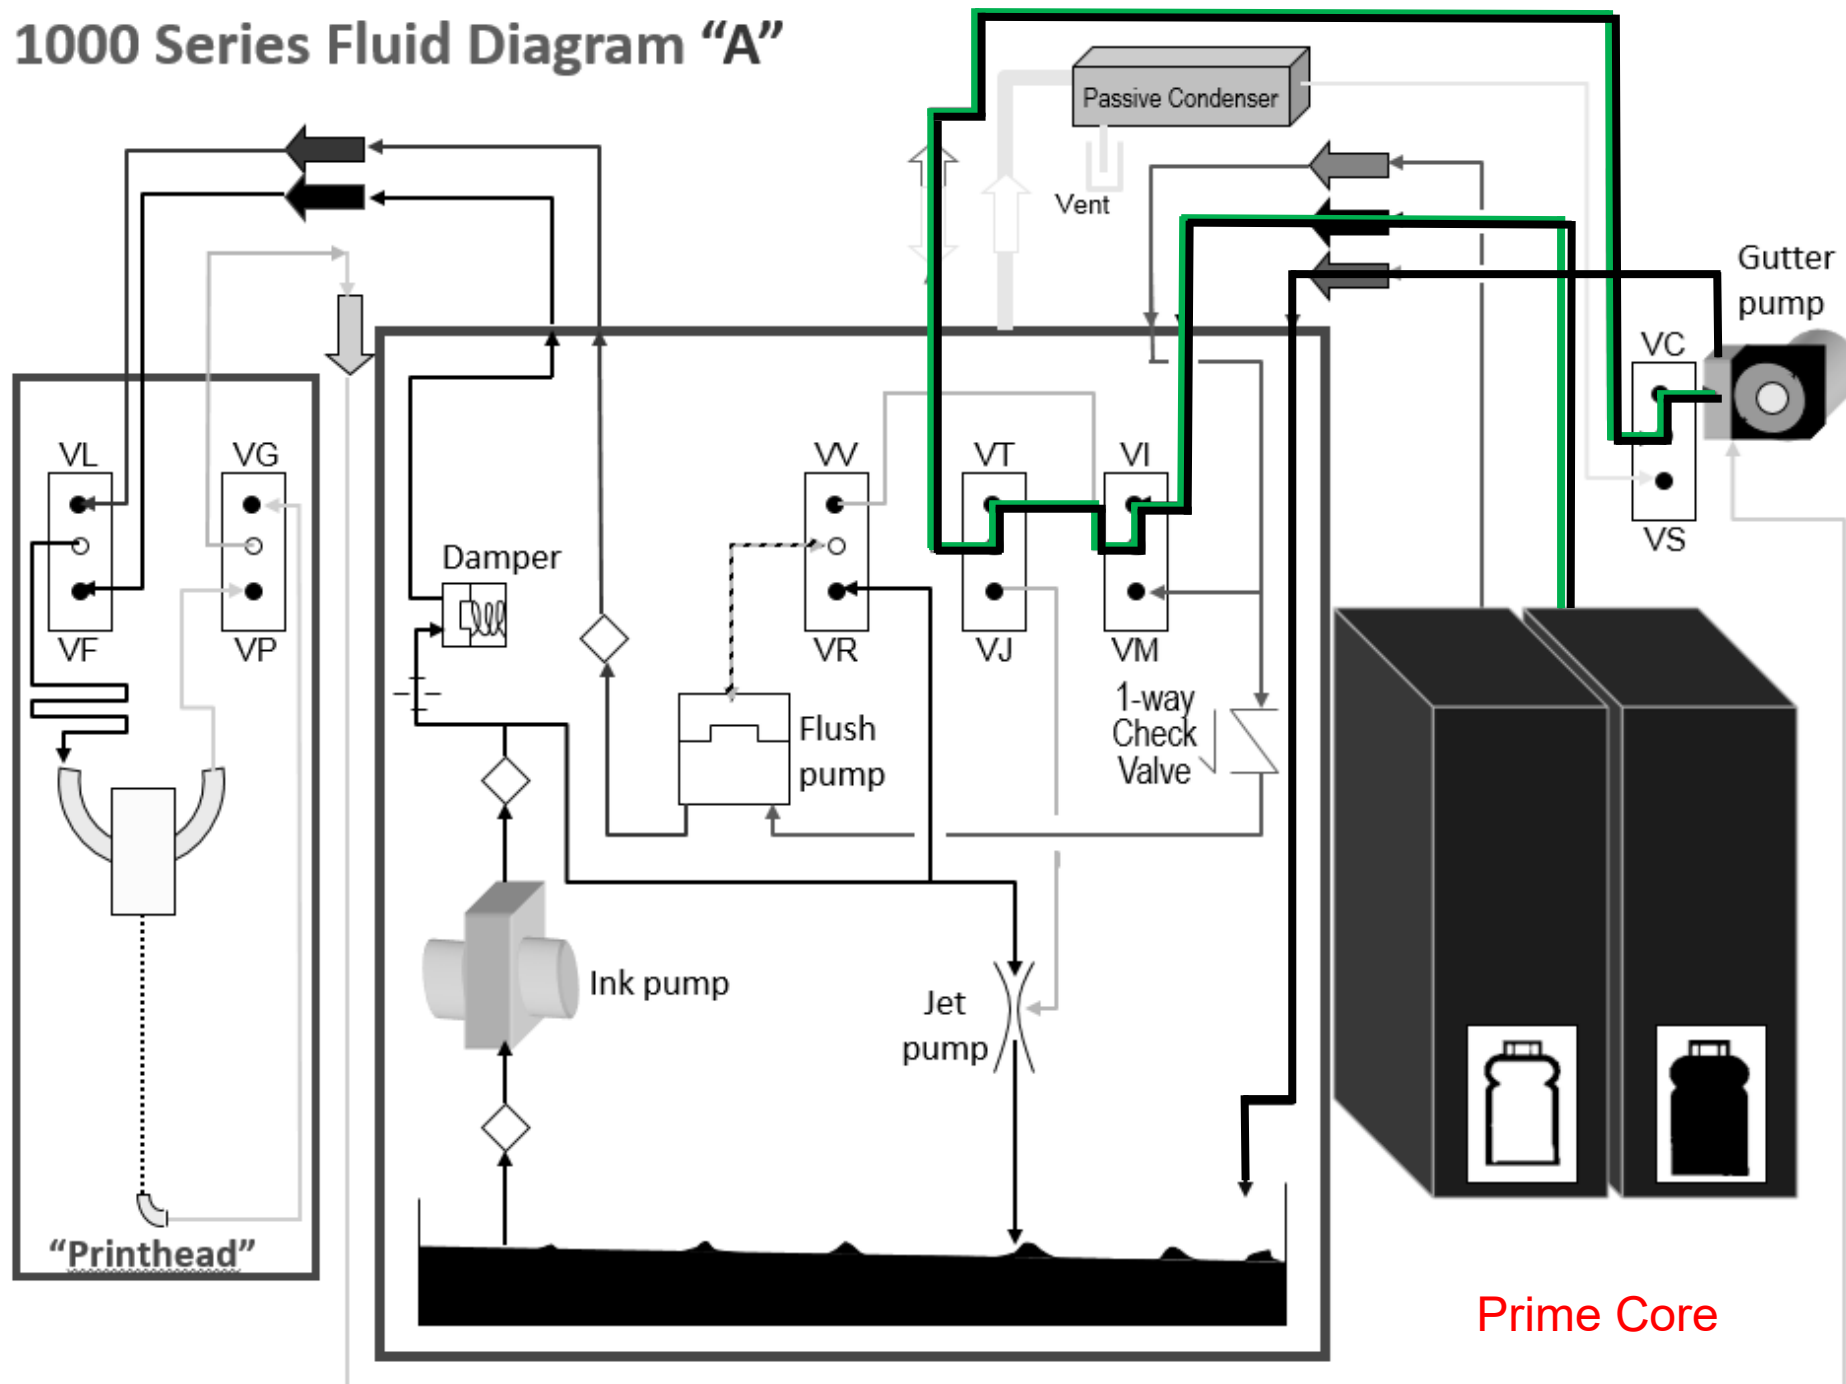 1000 Series Fluid Diagram “A”
Passive Condenser
Vent
Gutter
pump
VC
VS
VL
VG
VV
VT
VI
VF
VP
VR
VJ
VM
Damper
1-way
Check
Valve
Flush
pump
Ink pump
Jet
pump
“Printhead”
Prime Core